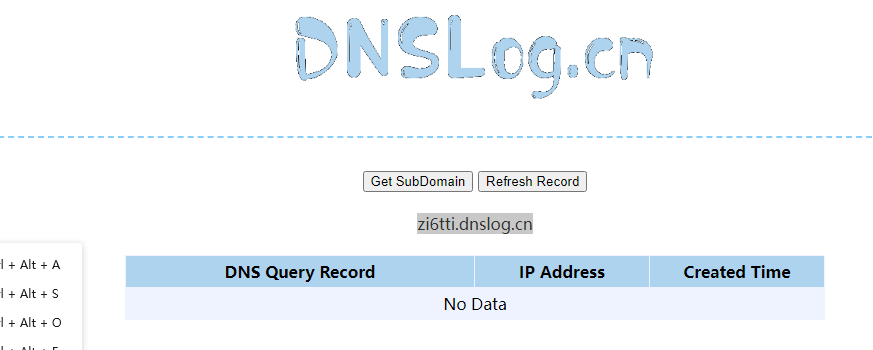 DNSLog.cn
Get SubDomain Refresh Record
zi6tti.dnslog.cn
l + Alt + A
l + Alt + S
l + Alt + O
DNS Query Record IP Address Created Time
No Data